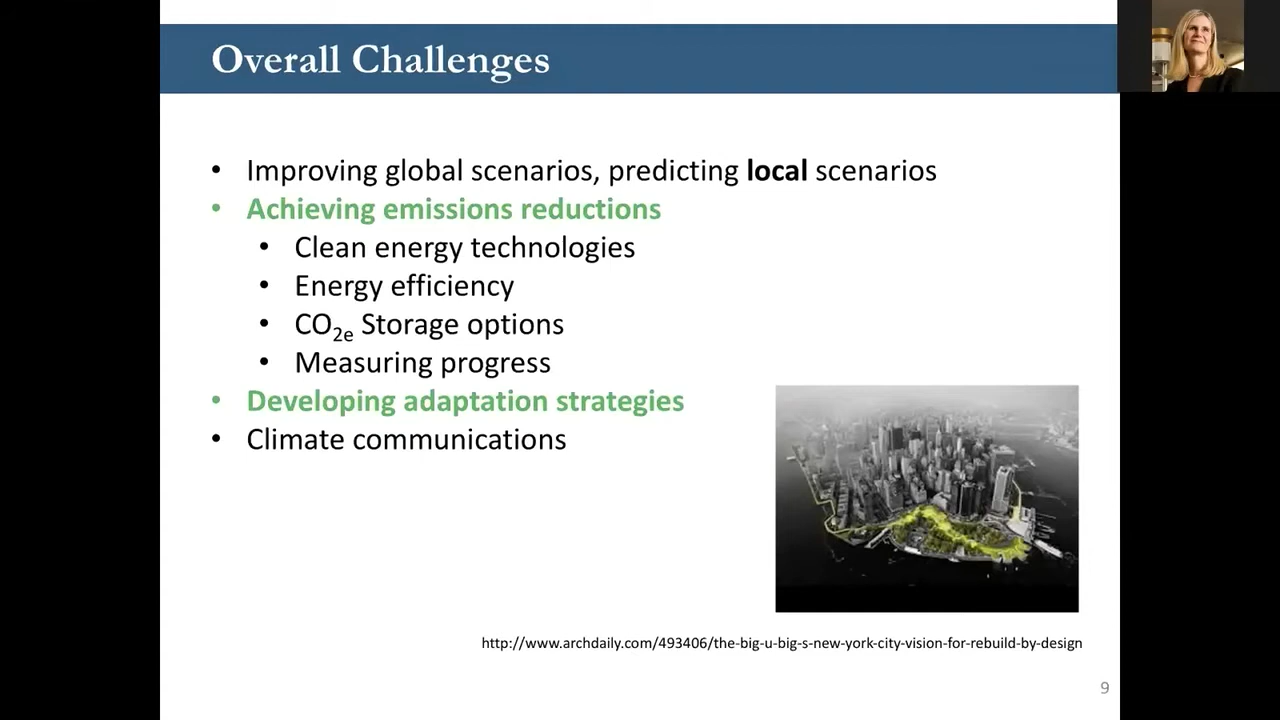 Overall Challenges
• Improving global scenarios, predicting local scenarios
• Achieving emissions reductions
• Clean energy technologies
• Energy efficiency
• CO2e Storage options
• Measuring progress
• Developing adaptation strategies
• Climate communications
http://www.archdaily.com/493406/the-big-u-big-s-new-york-city-vision-for-rebuild-by-design
9